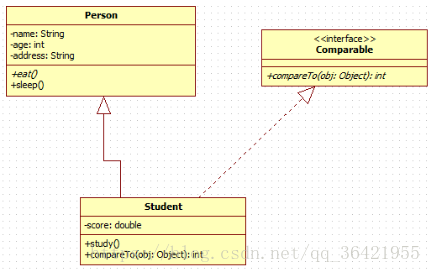 Person
-name: String
-age: int
-address: String
+eat()
+sleep()
<<interface>>
Comparable
+compareTo(obj: Object): int
Student
-score: double
+study()
+compareTo(obj: Object): int
https://blog.csdn.net/qq_36421955